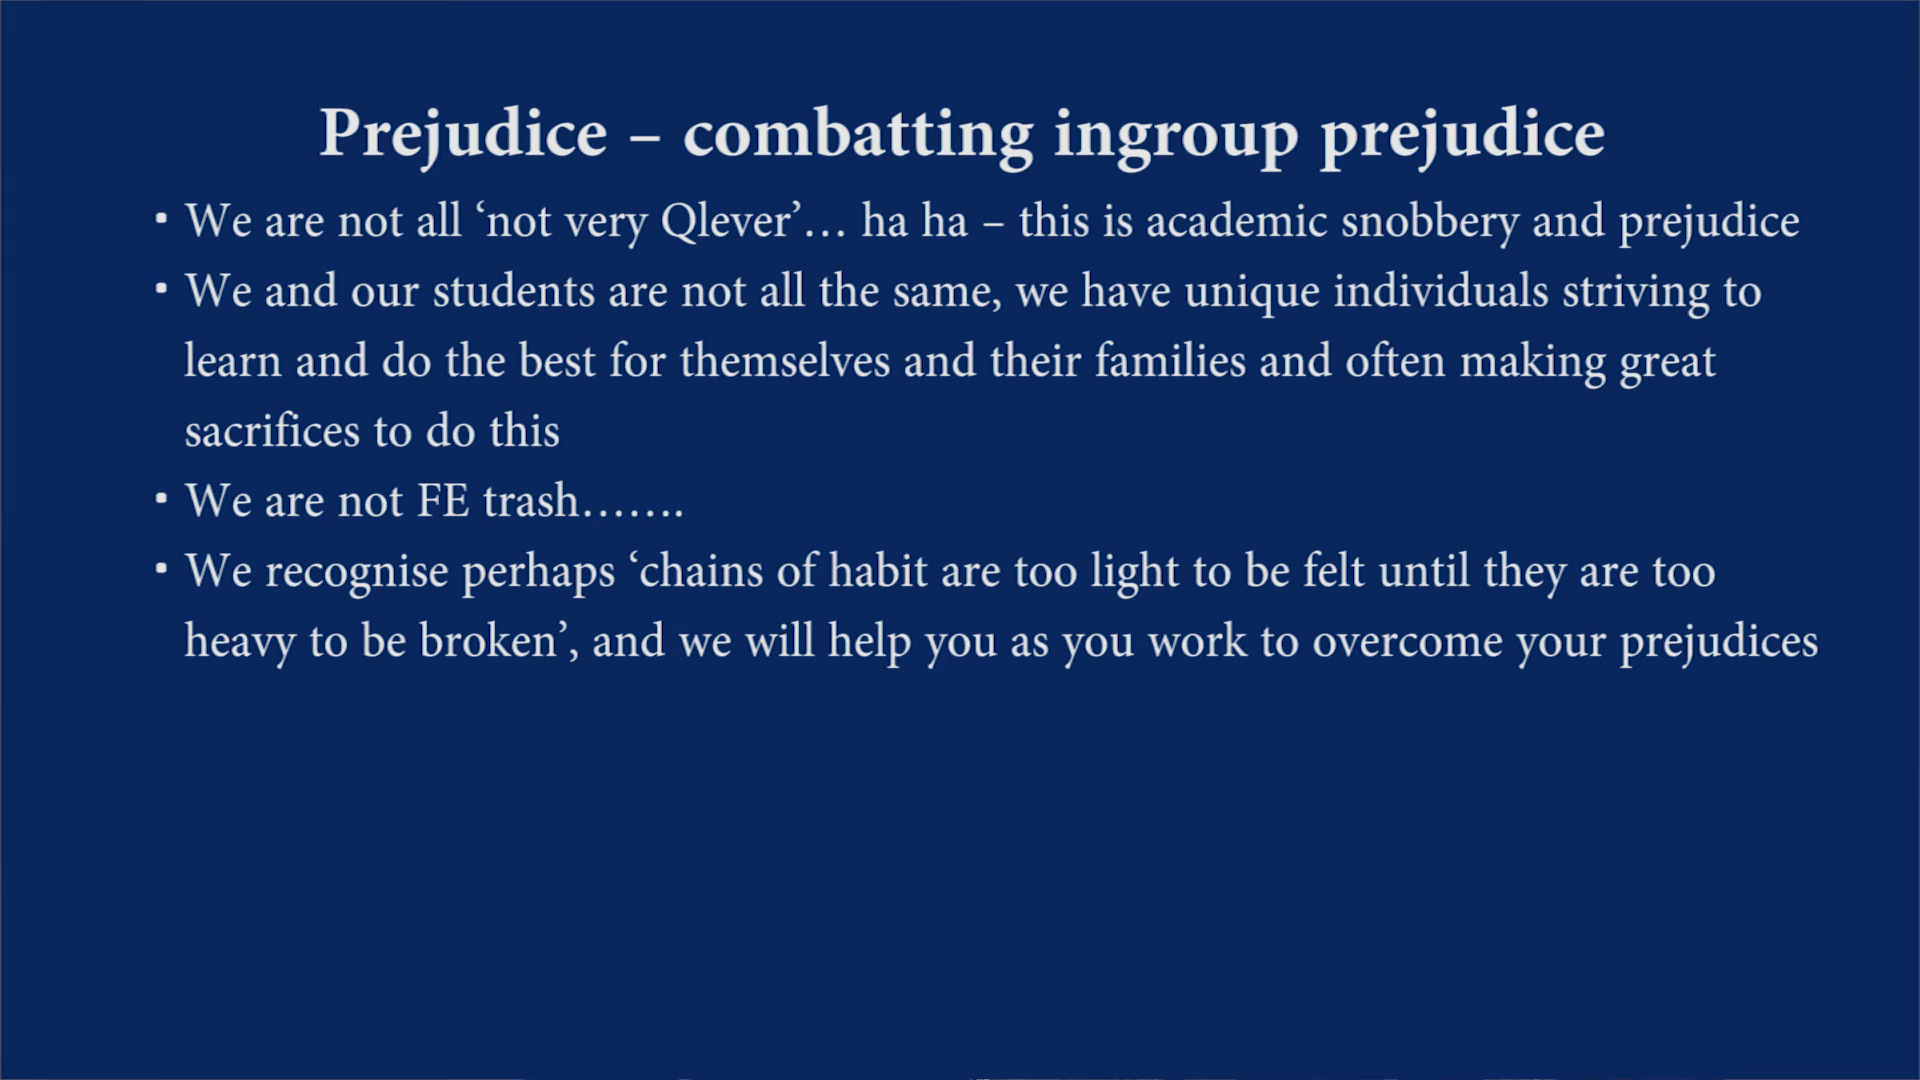 Prejudice – combatting ingroup prejudice
• We are not all ‘not very Qlever’… ha ha – this is academic snobbery and prejudice
• We and our students are not all the same, we have unique individuals striving to
learn and do the best for themselves and their families and often making great
sacrifices to do this
• We are not FE trash…….
• We recognise perhaps ‘chains of habit are too light to be felt until they are too
heavy to be broken’, and we will help you as you work to overcome your prejudices